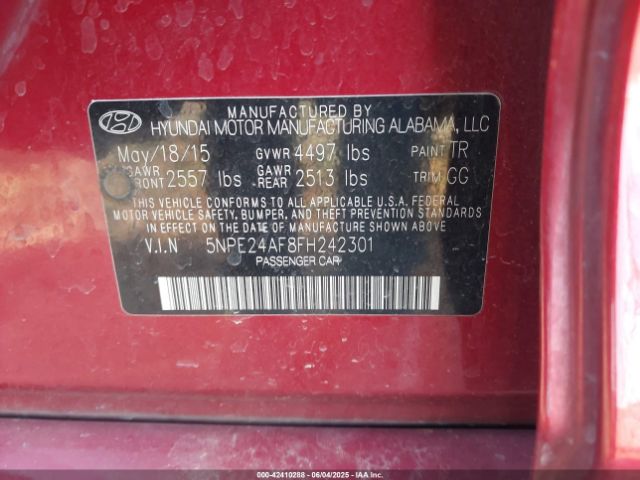 MANUFACTURED BY
HYUNDAI MOTOR MANUFACTURING ALABAMA, LLC
May/18/15 GVWR 4497 lbs PAINT TR
GAWR FRONT 2557 lbs GAWR REAR 2513 lbs TRIM GG
THIS VEHICLE CONFORMS TO ALL APPLICABLE U.S.A. FEDERAL
MOTOR VEHICLE SAFETY, BUMPER, AND THEFT PREVENTION
STANDARDS IN EFFECT ON THE DATE OF MANUFACTURE SHOWN ABOVE
V.I.N 5NPE24AF8FH242301
PASSENGER CAR
000-42410288 - 06/04/2025 - IAAI.COM